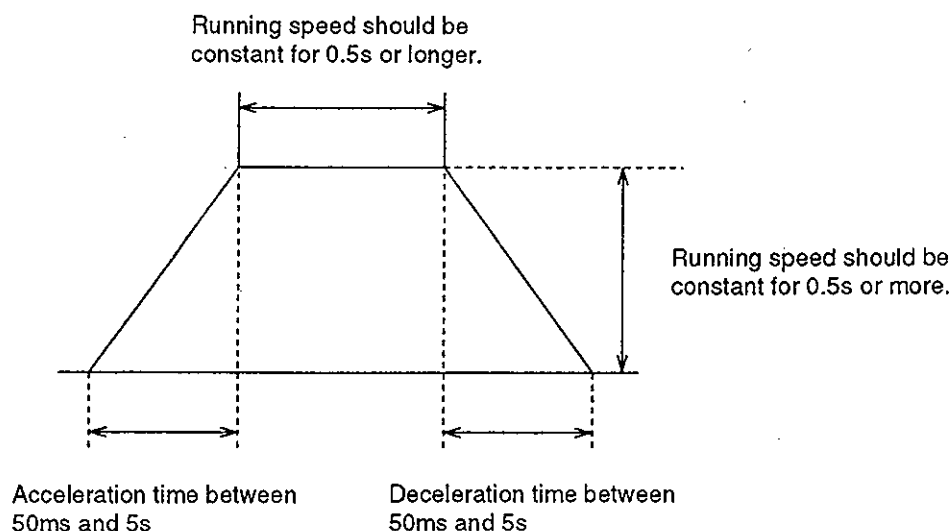 Running speed should be
constant for 0.5s or longer.
Running speed should be
constant for 0.5s or more.
Acceleration time between
50ms and 5s
Deceleration time between
50ms and 5s